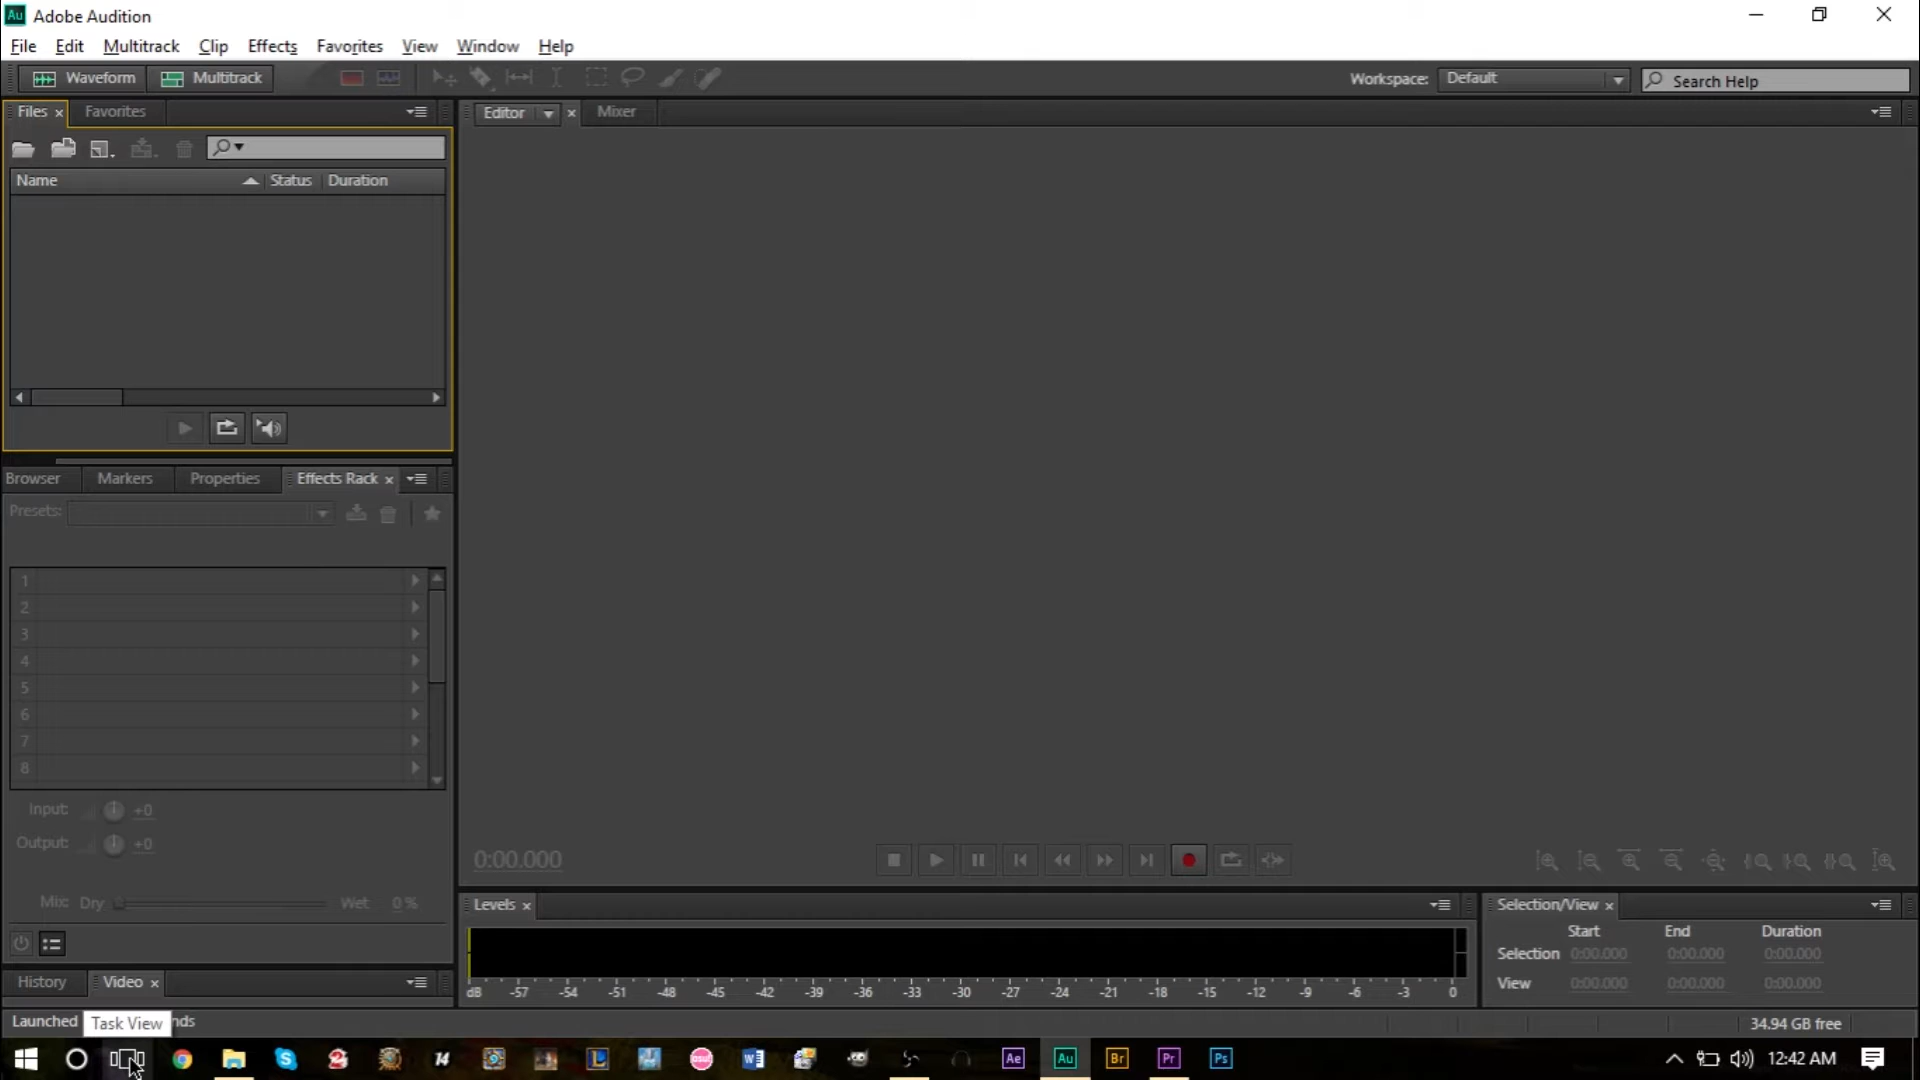 Au Adobe Audition
File Edit Multitrack Clip Effects Favorites View Window Help
Waveform Multitrack Workspace: Default Search Help
Files × Favorites Editor × Mixer
Name Status Duration
Browser Markers Properties Effects Rack ×
Presets:
1
2
3
4
5
6
7
8
Input: +0
Output: +0
0:00.000
Mix: Dry Wet 0 %
Levels ×
dB -57 -54 -51 -48 -45 -42 -39 -36 -33 -30 -27 -24 -21 -18 -15 -12 -9 -6 -3 0
Selection/View ×
Start End Duration
Selection 0:00.000 0:00.000 0:00.000
View 0:00.000 0:00.000 0:00.000
History Video ×
Launched Task View nds 34.94 GB free
2 14 L osu! W Ae Au Br Pr Ps 12:42 AM